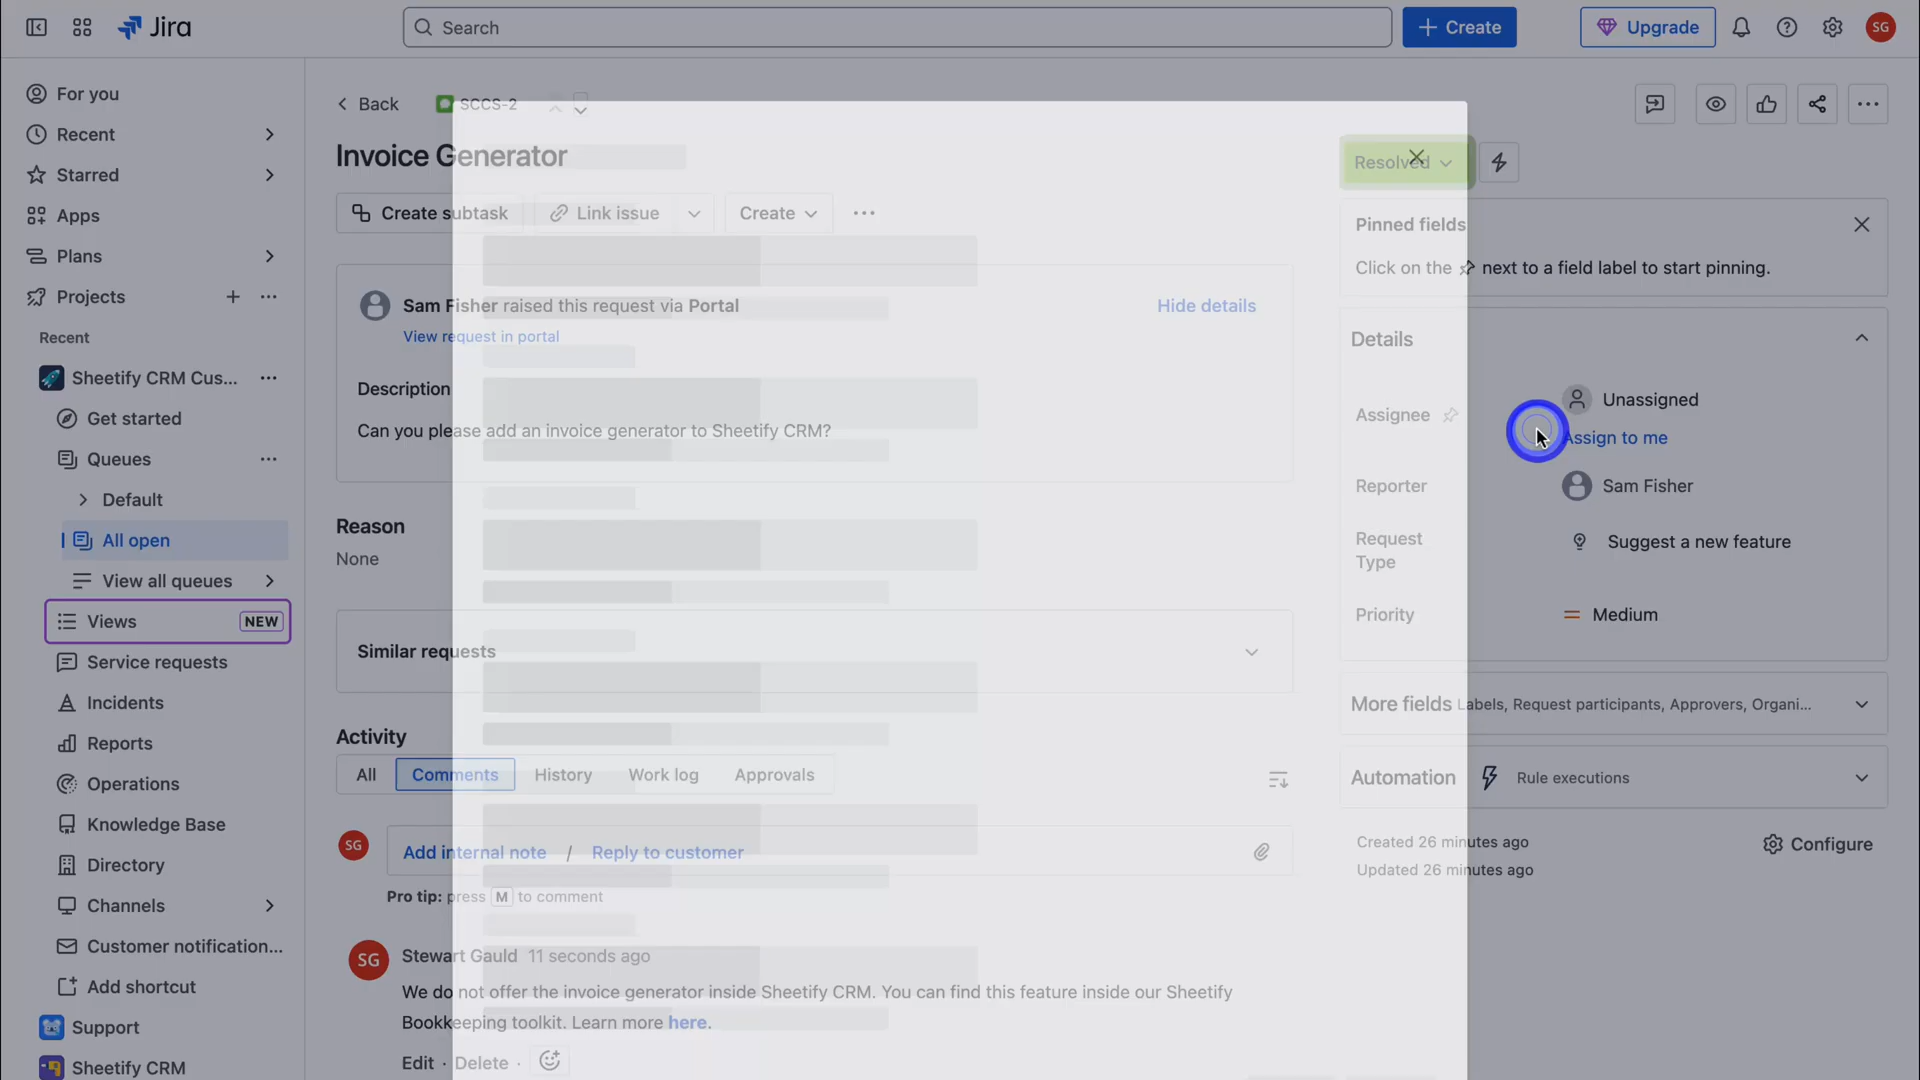 Jira
Search
Create
Upgrade
SG
For you
Recent
Starred
Apps
Plans
Projects
Recent
Sheetify CRM Cus...
Get started
Queues
Default
All open
View all queues
Views NEW
Service requests
Incidents
Reports
Operations
Knowledge Base
Directory
Channels
Customer notification...
Add shortcut
Support
Sheetify CRM
Back SCCS-2
Invoice Generator
Create subtask
Link issue
Create
Sam Fisher raised this request via Portal
Hide details
View request in portal
Description
Can you please add an invoice generator to Sheetify CRM?
Reason
None
Similar requests
Activity
All Comments History Work log Approvals
SG
Add internal note / Reply to customer
Pro tip: press M to comment
SG
Stewart Gauld 11 seconds ago
We do not offer the invoice generator inside Sheetify CRM. You can find this feature inside our Sheetify
Bookkeeping toolkit. Learn more here.
Edit · Delete ·
Resolved
Pinned fields
Click on the next to a field label to start pinning.
Details
Assignee
Unassigned
Assign to me
Reporter
Sam Fisher
Request
Type
Suggest a new feature
Priority
Medium
More fields Labels, Request participants, Approvers, Organi...
Automation Rule executions
Created 26 minutes ago
Updated 26 minutes ago
Configure